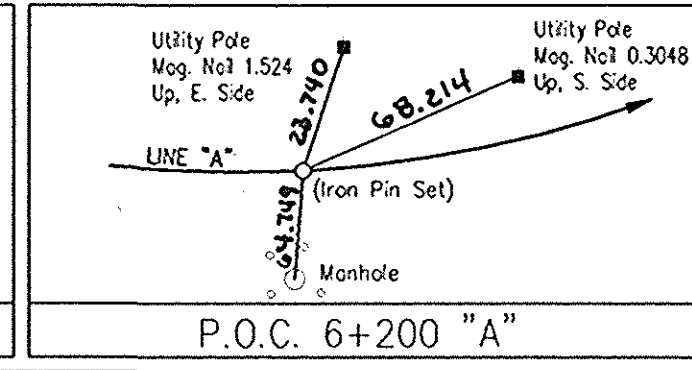 Utility Pole
Mag. Nail 1.524
Up, E. Side
Utility Pole
Mag. Nail 0.3048
Up, S. Side
23.740
68.214
LINE "A"
(Iron Pin Set)
64.749
Manhole
P.O.C. 6+200 "A"